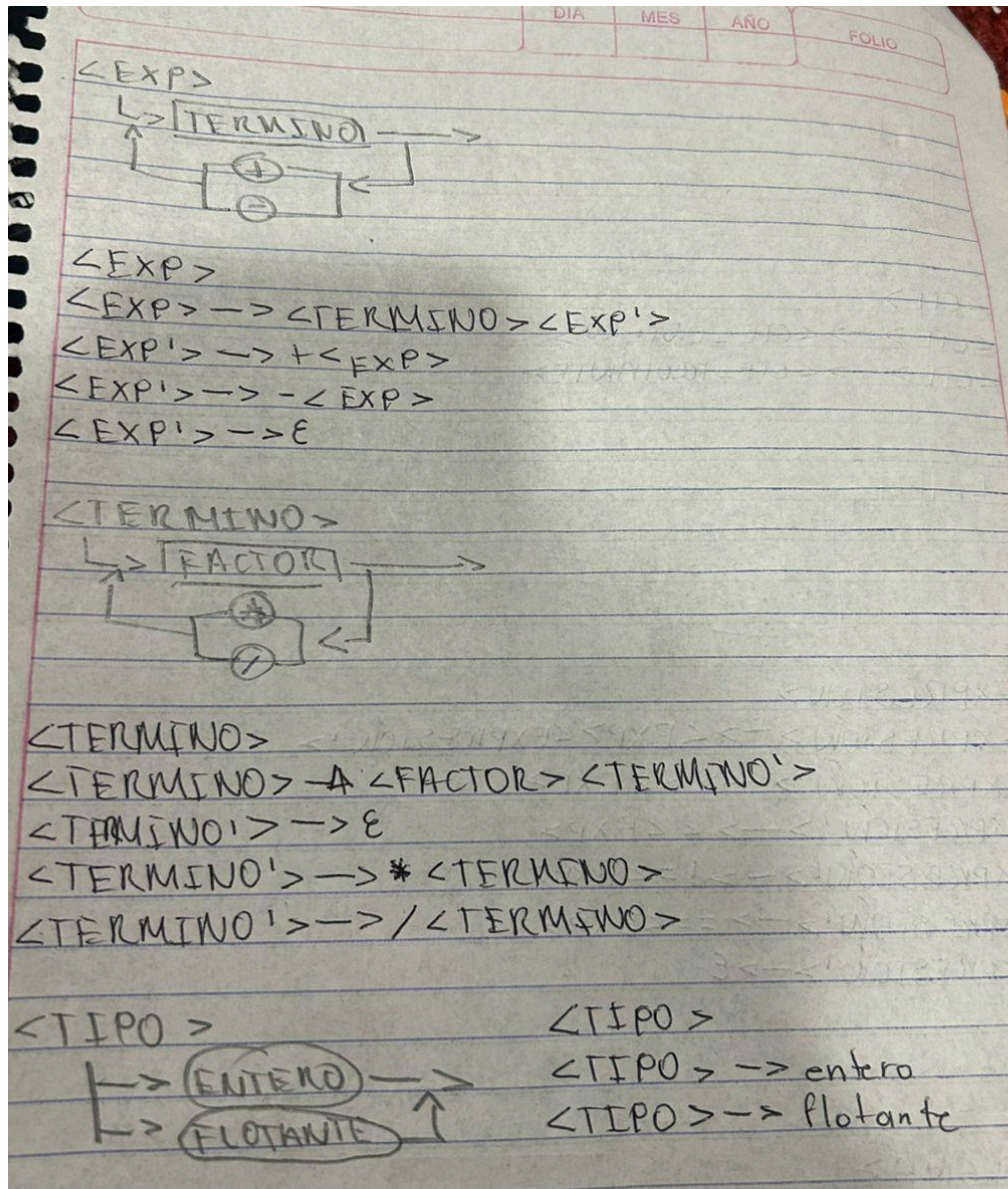 DIA MES AÑO FOLIO
<EXP>
TERMINO
+
-
<EXP>
<EXP> -> <TERMINO><EXP'>
<EXP'> -> +<EXP>
<EXP'> -> -<EXP>
<EXP'> -> ε
<TERMINO>
FACTOR
*
/
<TERMINO>
<TERMINO> -> <FACTOR> <TERMINO'>
<TERMINO'> -> ε
<TERMINO'> -> * <TERMINO>
<TERMINO'> -> / <TERMINO>
<TIPO>
ENTERO
FLOTANTE
<TIPO>
<TIPO> -> entero
<TIPO> -> flotante